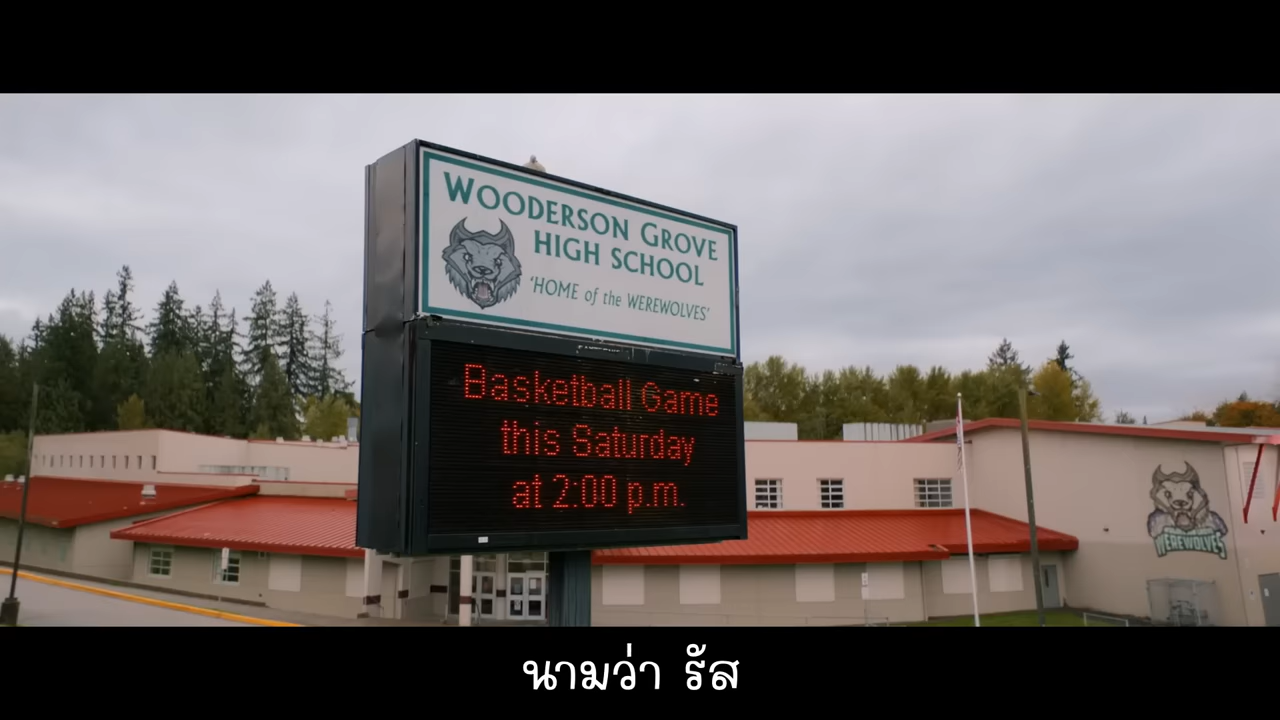 WOODERSON GROVE
HIGH SCHOOL
'HOME of the WEREWOLVES'
Basketball Game
this Saturday
at 2:00 p.m.
WEREWOLVES
นามว่า รัส